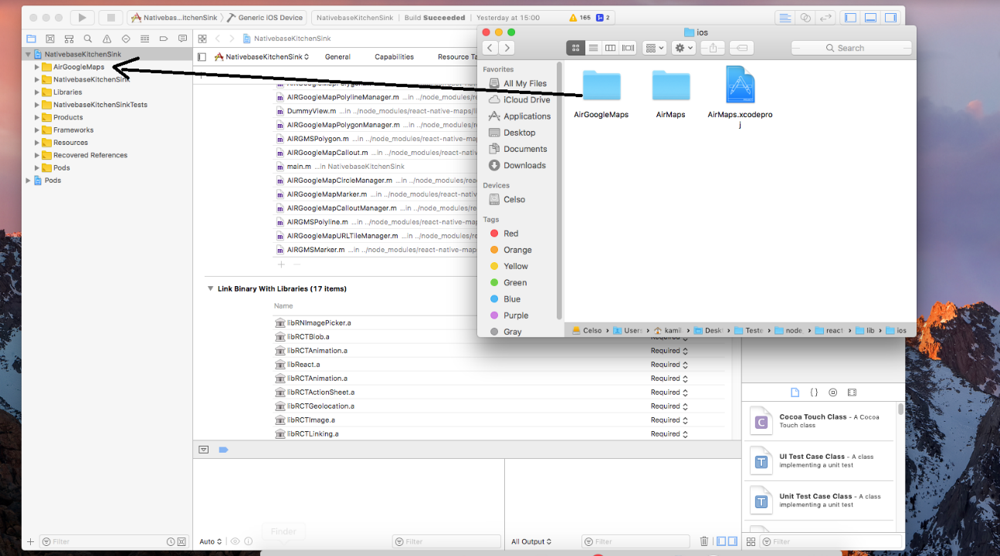 Nativebas...itchenSink
Generic iOS Device
NativebaseKitchenSink | Build Succeeded | Yesterday at 15:00
165
2
NativebaseKitchenSink
NativebaseKitchenSink
AirGoogleMaps
NativebaseKitchenSink
Libraries
NativebaseKitchenSinkTests
Products
Frameworks
Resources
Recovered References
Pods
Pods
NativebaseKitchenSink
General
Capabilities
Resource Ta
AIRGoogleMapPolylineManager.m ...in ../node_modules/re
DummyView.m ...in ../node_modules/react-native-maps/li
AIRGoogleMapPolygonManager.m ...in ../node_modules/re
AIRGMSPolygon.m ...in ../node_modules/react-native-map
AIRGoogleMapCallout.m ...in ../node_modules/react-nativ
main.m ...in NativebaseKitchenSink
AIRGoogleMapCircleManager.m ...in ../node_modules/reac
AIRGoogleMapMarker.m ...in ../node_modules/react-nativ
AIRGoogleMapCalloutManager.m ...in ../node_modules/re
AIRGMSPolyline.m ...in ../node_modules/react-native-map
AIRGoogleMapURLTileManager.m ...in ../node_modules/re
AIRGMSMarker.m ...in ../node_modules/react-native-maps
Link Binary With Libraries (17 items)
Name
libRNImagePicker.a
libRCTBlob.a
libRCTAnimation.a Required
libReact.a Required
libRCTAnimation.a Required
libRCTActionSheet.a Required
libRCTGeolocation.a Required
libRCTImage.a Required
libRCTLinking.a Required
ios
Search
Favorites
All My Files
iCloud Drive
Applications
Desktop
Documents
Downloads
Devices
Celso
Tags
Red
Orange
Yellow
Green
Blue
Purple
Gray
AirGoogleMaps
AirMaps
AirMaps.xcodepro
j
Celso › Users › kamil › Desk › Teste › node_ › react › lib › ios
{ }
C
Cocoa Touch Class - A Cocoa
Touch class
T
UI Test Case Class - A class
implementing a unit test
T
Unit Test Case Class - A class
implementing a unit test
Filter
Auto
Finder
Filter
All Output
Filter
Filter